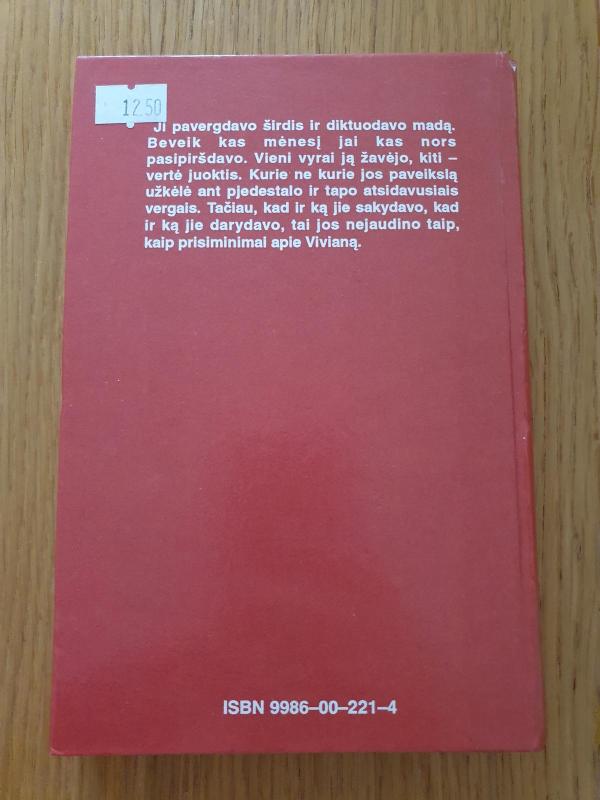 12.50
Ji pavergdavo širdis ir diktuodavo madą.
Beveik kas mėnesį jai kas nors
pasipiršdavo. Vieni vyrai ją žavėjo, kiti –
vertė juoktis. Kurie ne kurie jos paveikslą
užkėlė ant pjedestalo ir tapo atsidavusiais
vergais. Tačiau, kad ir ką jie sakydavo, kad
ir ką jie darydavo, tai jos nejaudino taip,
kaip prisiminimai apie Vivianą.
ISBN 9986–00–221–4